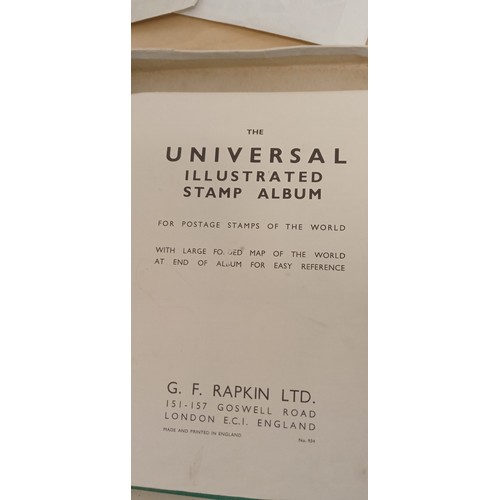 THE
UNIVERSAL
ILLUSTRATED
STAMP ALBUM
FOR POSTAGE STAMPS OF THE WORLD
WITH LARGE FOLDED MAP OF THE WORLD
AT END OF ALBUM FOR EASY REFERENCE
G. F. RAPKIN LTD.
151-157 GOSWELL ROAD
LONDON E.C.I. ENGLAND
MADE AND PRINTED IN ENGLAND
No. 924